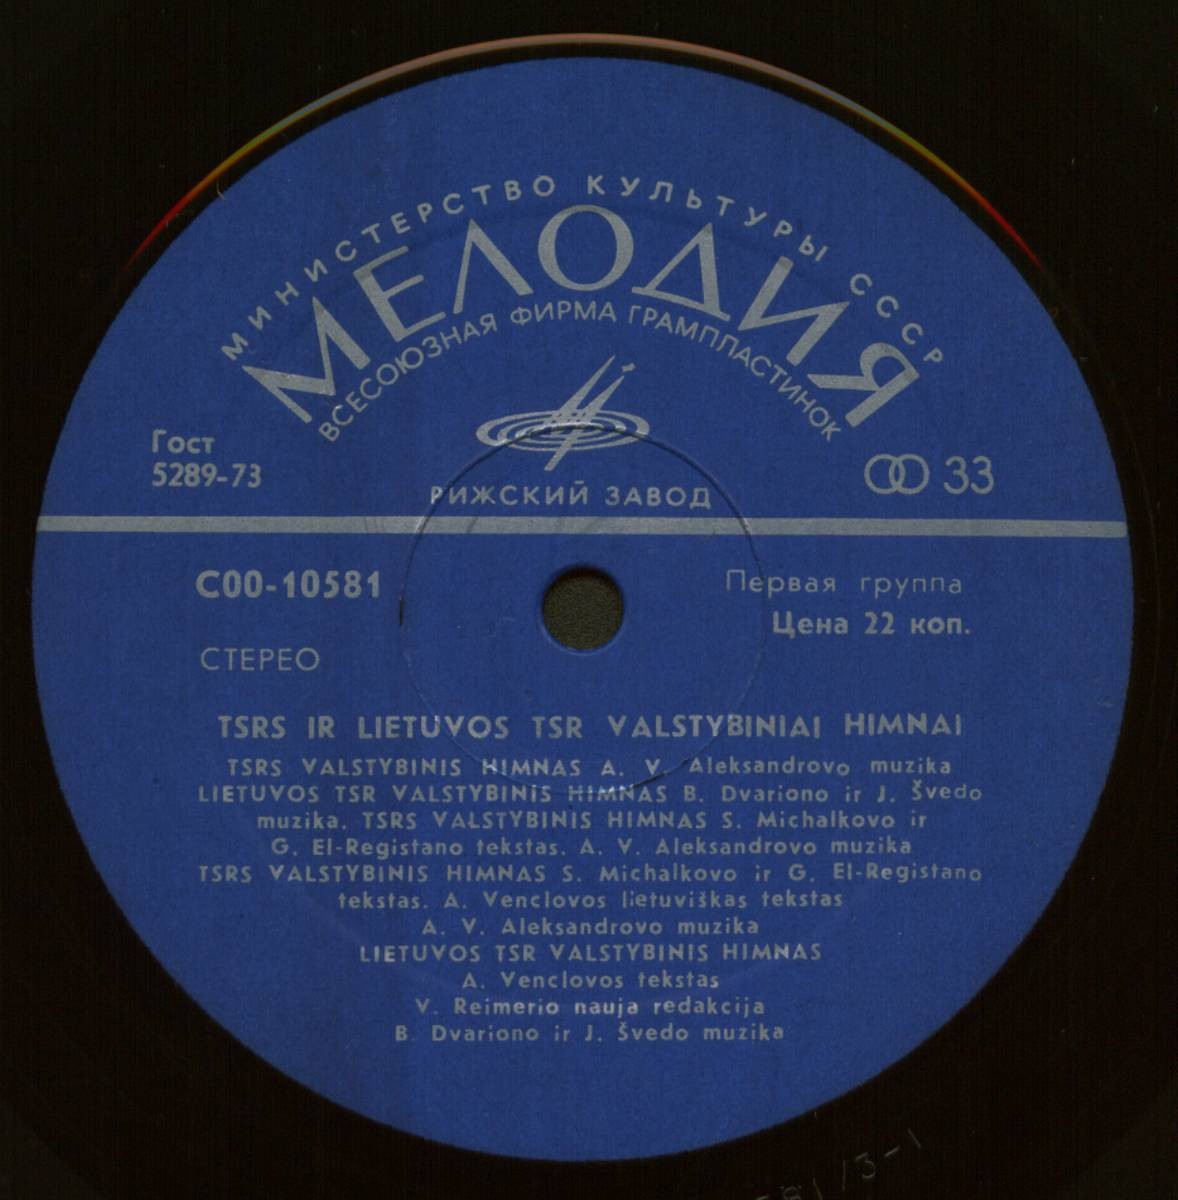 МИНИСТЕРСТВО КУЛЬТУРЫ СССР
МЕЛОДИЯ
ВСЕСОЮЗНАЯ ФИРМА ГРАМПЛАСТИНОК
Гост
5289-73
33
РИЖСКИЙ ЗАВОД
С00-10581
Первая группа
Цена 22 коп.
СТЕРЕО
TSRS IR LIETUVOS TSR VALSTYBINIAI HIMNAI
TSRS VALSTYBINIS HIMNAS A. V. Aleksandrovo muzika
LIETUVOS TSR VALSTYBINIS HIMNAS B. Dvariono ir J. Švedo
muzika. TSRS VALSTYBINIS HIMNAS S. Michalkovo ir
G. El-Registano tekstas. A. V. Aleksandrovo muzika
TSRS VALSTYBINIS HIMNAS S. Michalkovo ir G. El-Registano
tekstas. A. Venclovos lietuviškas tekstas
A. V. Aleksandrovo muzika
LIETUVOS TSR VALSTYBINIS HIMNAS
A. Venclovos tekstas
V. Reimerio nauja redakcija
B. Dvariono ir J. Švedo muzika